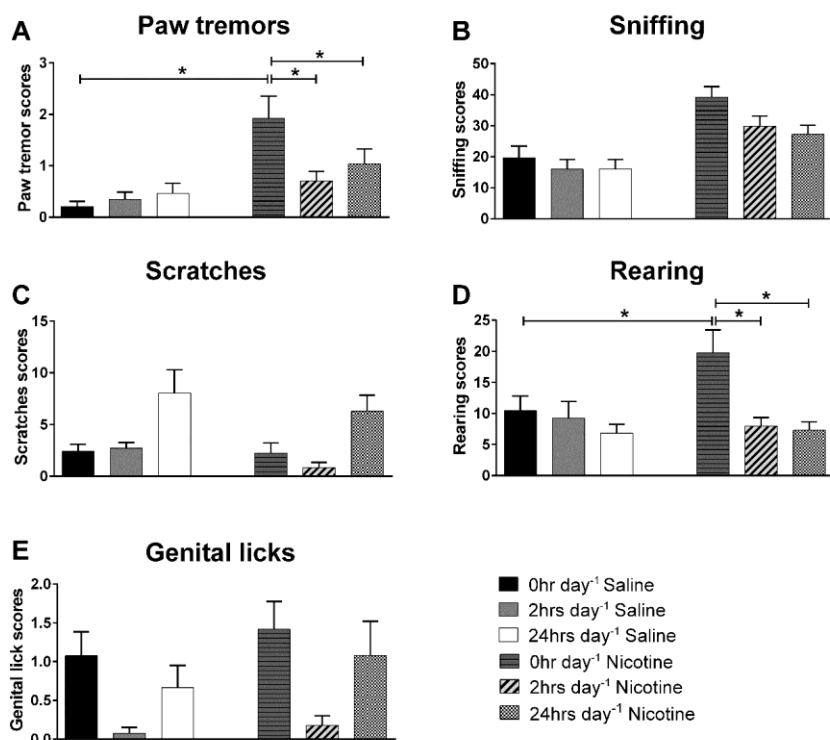 A
Paw tremors
Paw tremor scores
2
1
0
*
*
*
B
Sniffing
Sniffing scores
50
40
30
20
10
0
C
Scratches
Scratches scores
15
10
5
0
D
Rearing
Rearing scores
25
20
15
10
5
0
*
*
*
E
Genital licks
Genital lick scores
2.0
1.5
1.0
0.5
0.0
0hr day⁻¹ Saline
2hrs day⁻¹ Saline
24hrs day⁻¹ Saline
0hr day⁻¹ Nicotine
2hrs day⁻¹ Nicotine
24hrs day⁻¹ Nicotine